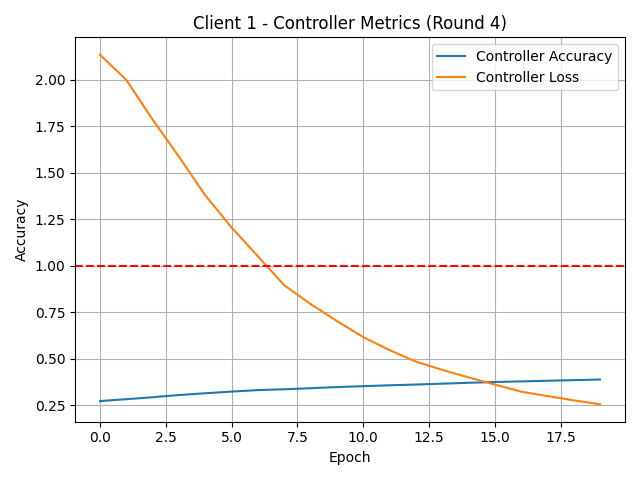 Client 1 - Controller Metrics (Round 4)
Controller Accuracy
Controller Loss
Accuracy
2.00
1.75
1.50
1.25
1.00
0.75
0.50
0.25
0.0 2.5 5.0 7.5 10.0 12.5 15.0 17.5
Epoch